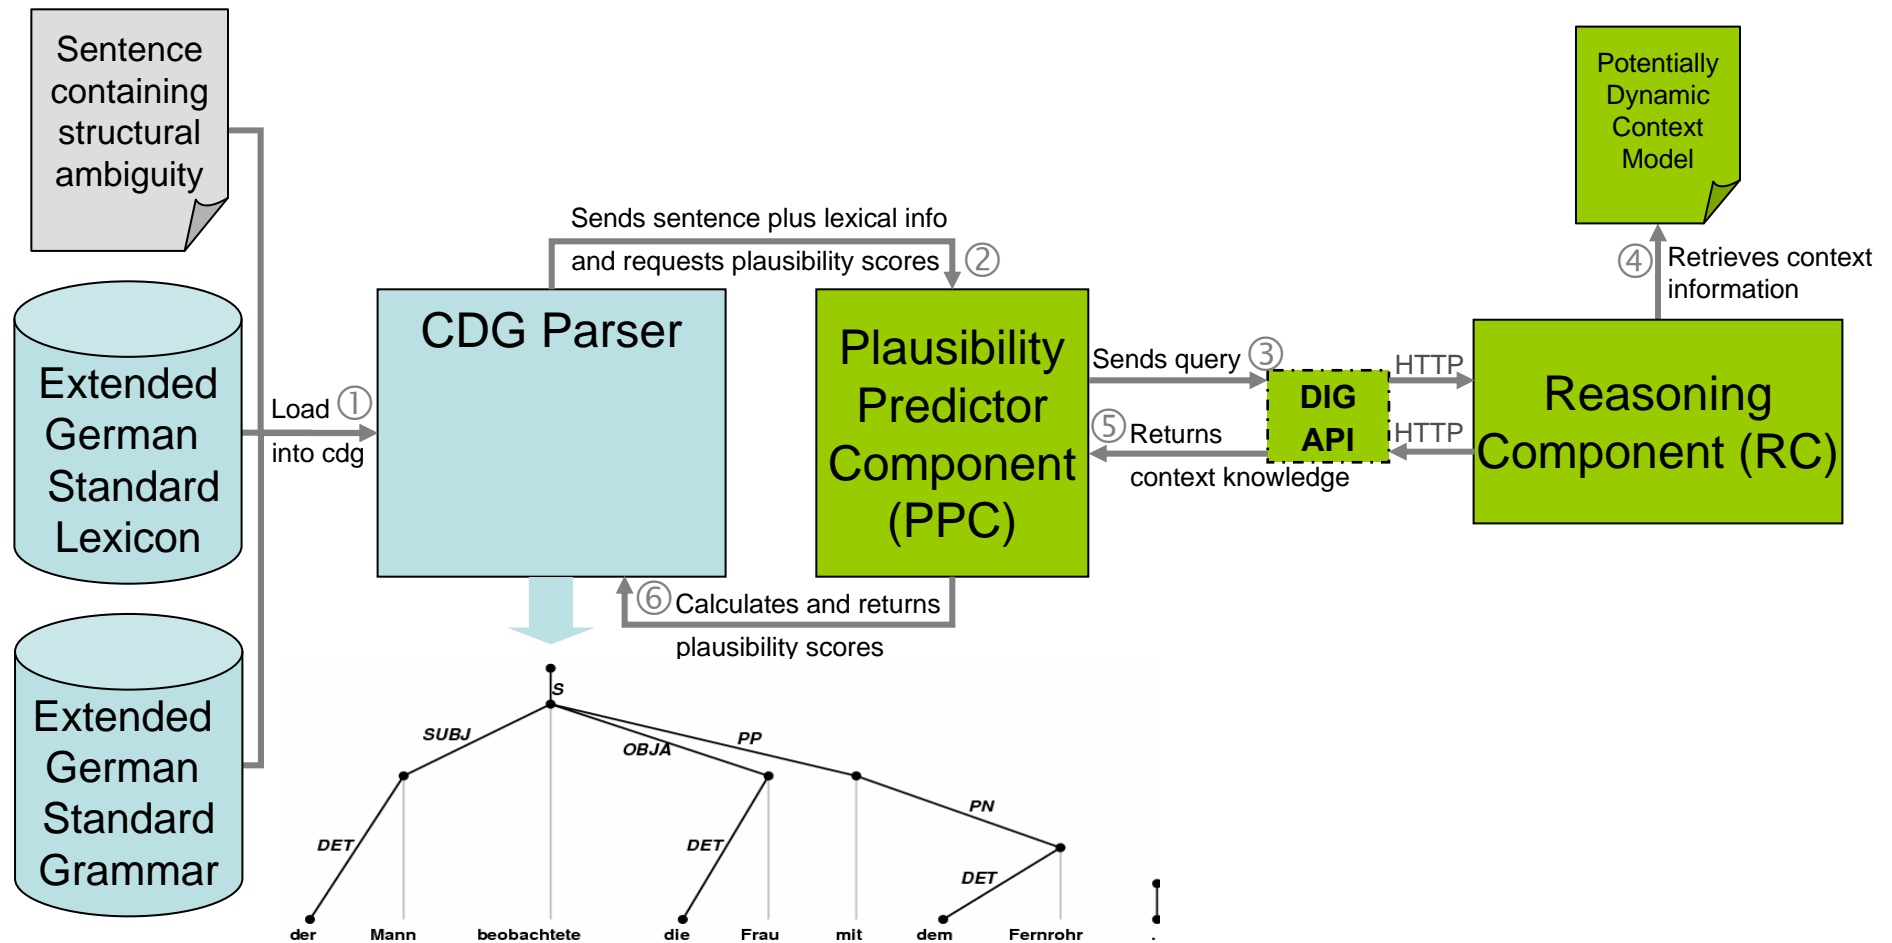 Sentence
containing
structural
ambiguity
Extended
German
Standard
Lexicon
Extended
German
Standard
Grammar
Load ①
into cdg
CDG Parser
Sends sentence plus lexical info
and requests plausibility scores ②
Plausibility
Predictor
Component
(PPC)
Sends query ③
DIG
API
⑤ Returns
context knowledge
HTTP
HTTP
Reasoning
Component (RC)
④ Retrieves context
information
Potentially
Dynamic
Context
Model
⑥ Calculates and returns
plausibility scores
S
SUBJ
OBJA
PP
PN
DET
DET
DET
der Mann beobachtete die Frau mit dem Fernrohr .